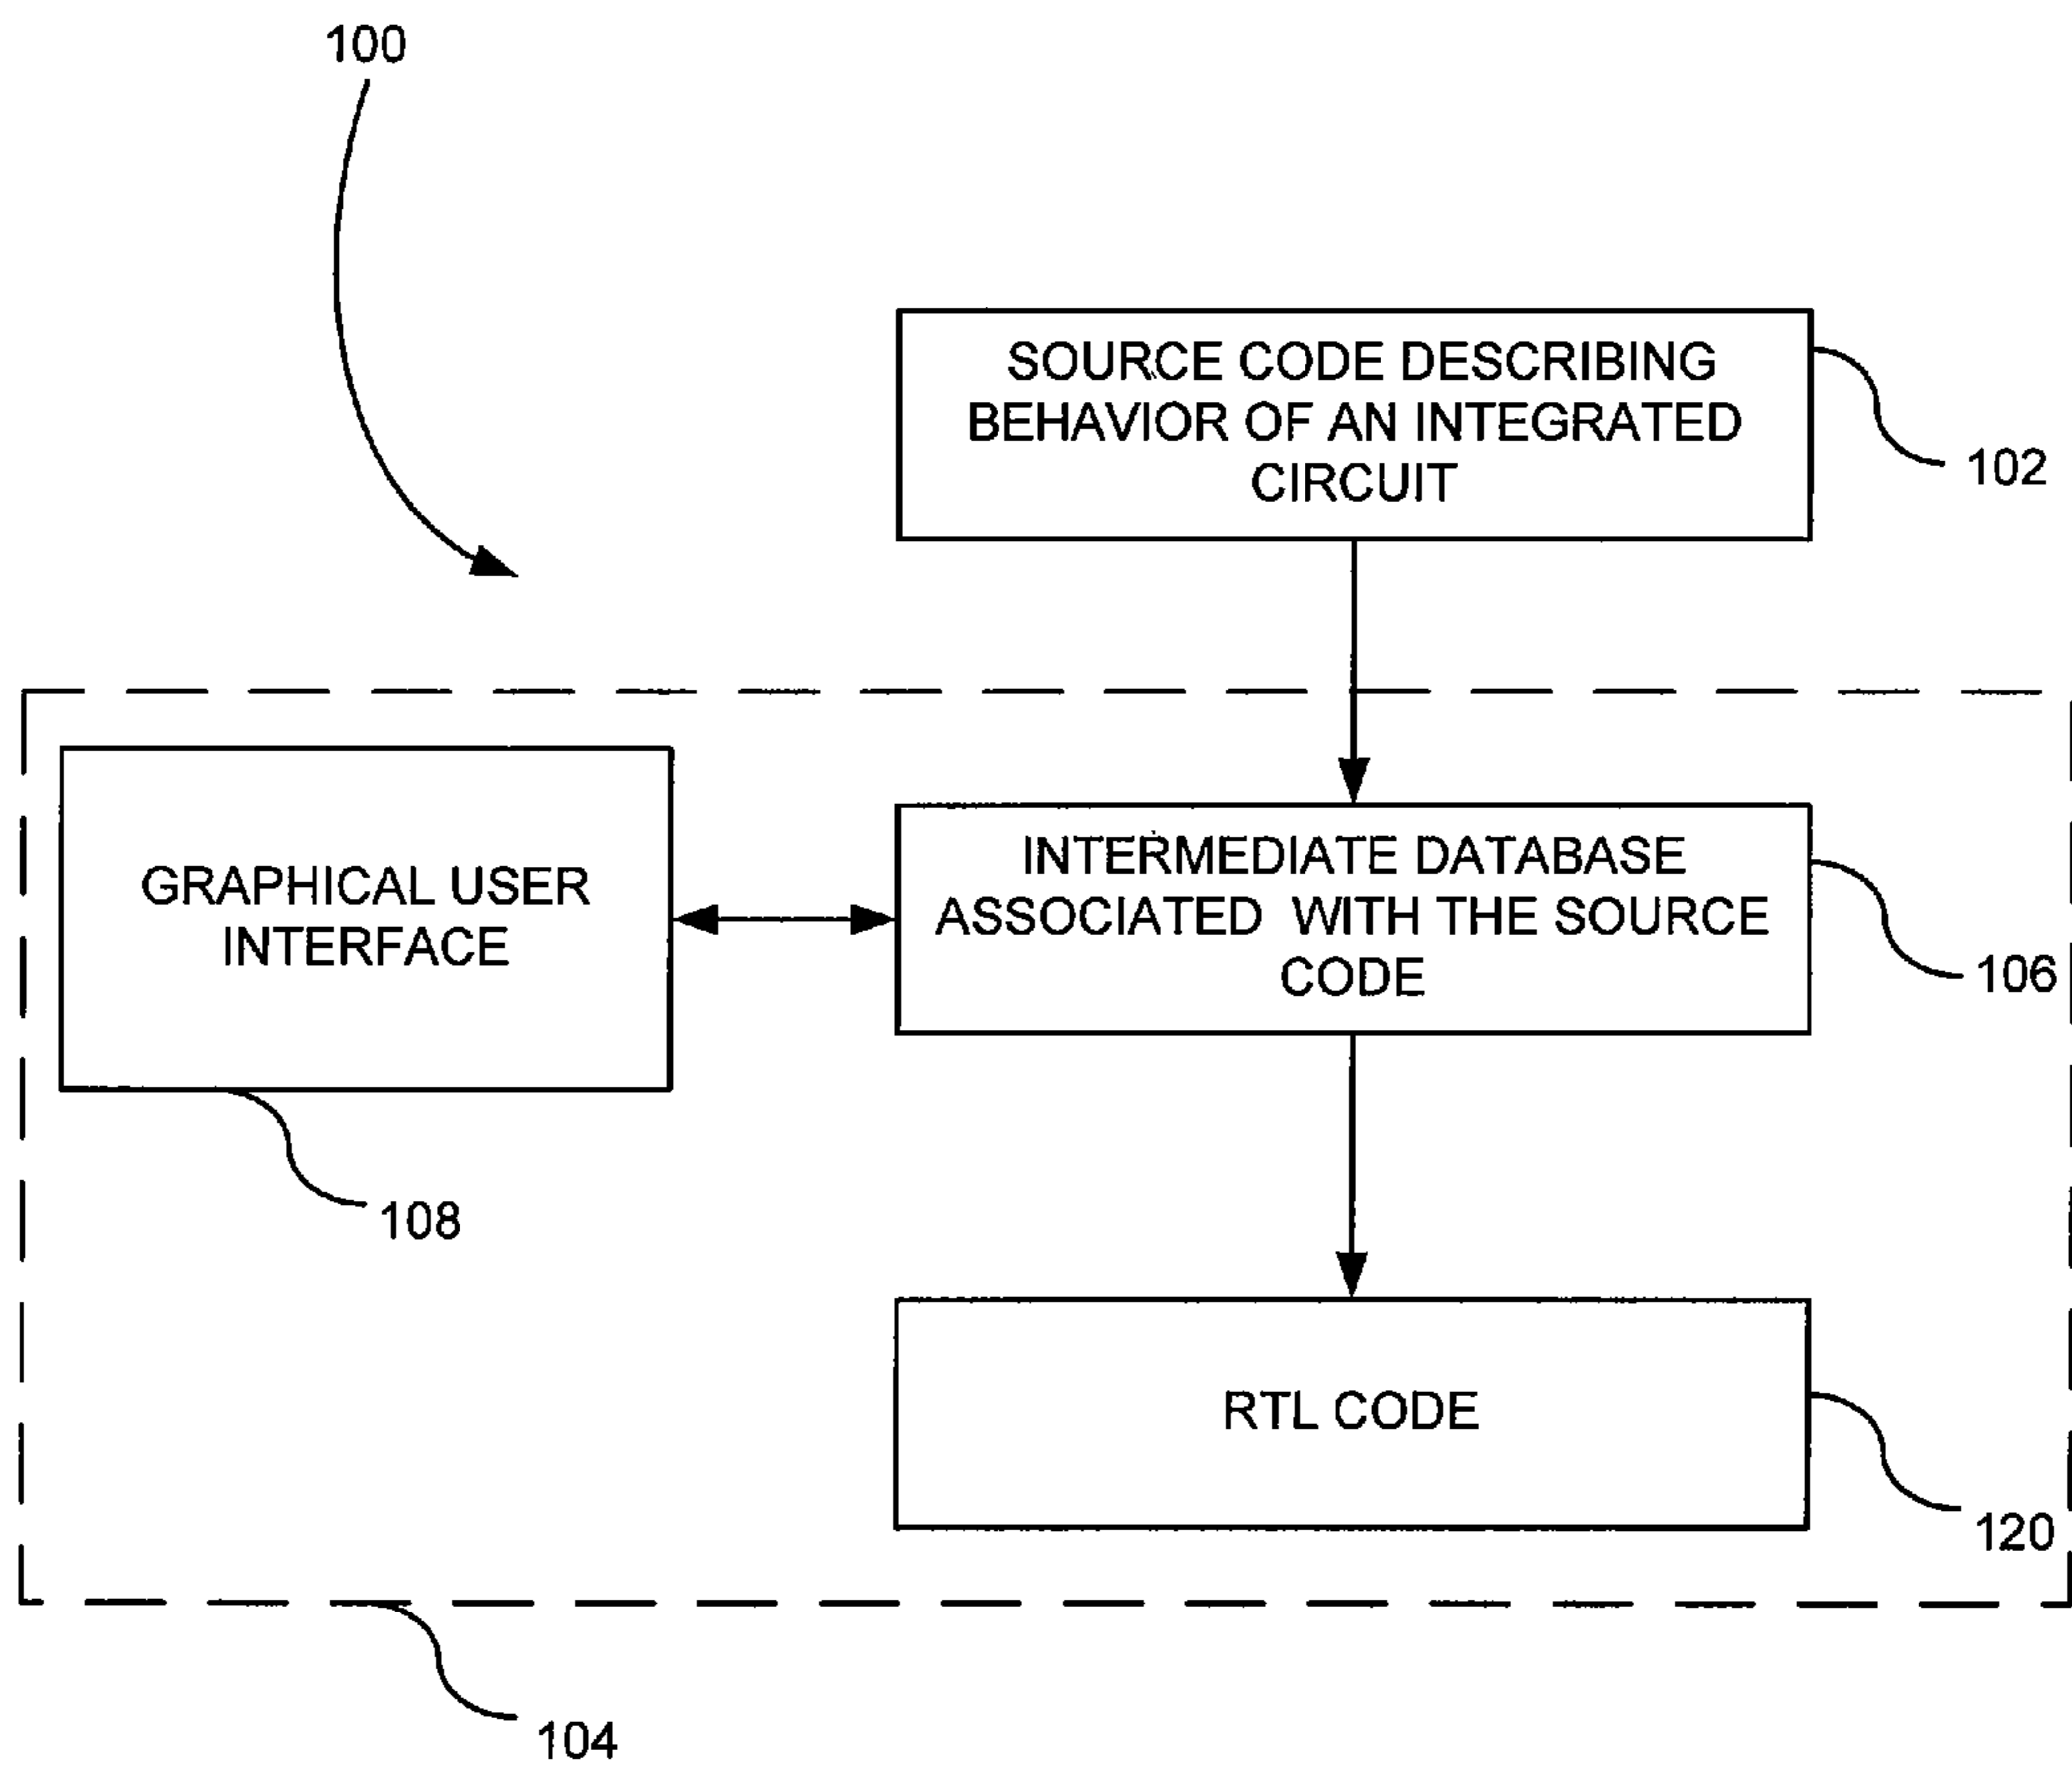 100
SOURCE CODE DESCRIBING
BEHAVIOR OF AN INTEGRATED
CIRCUIT
102
GRAPHICAL USER
INTERFACE
108
INTERMEDIATE DATABASE
ASSOCIATED WITH THE SOURCE
CODE
106
RTL CODE
120
104